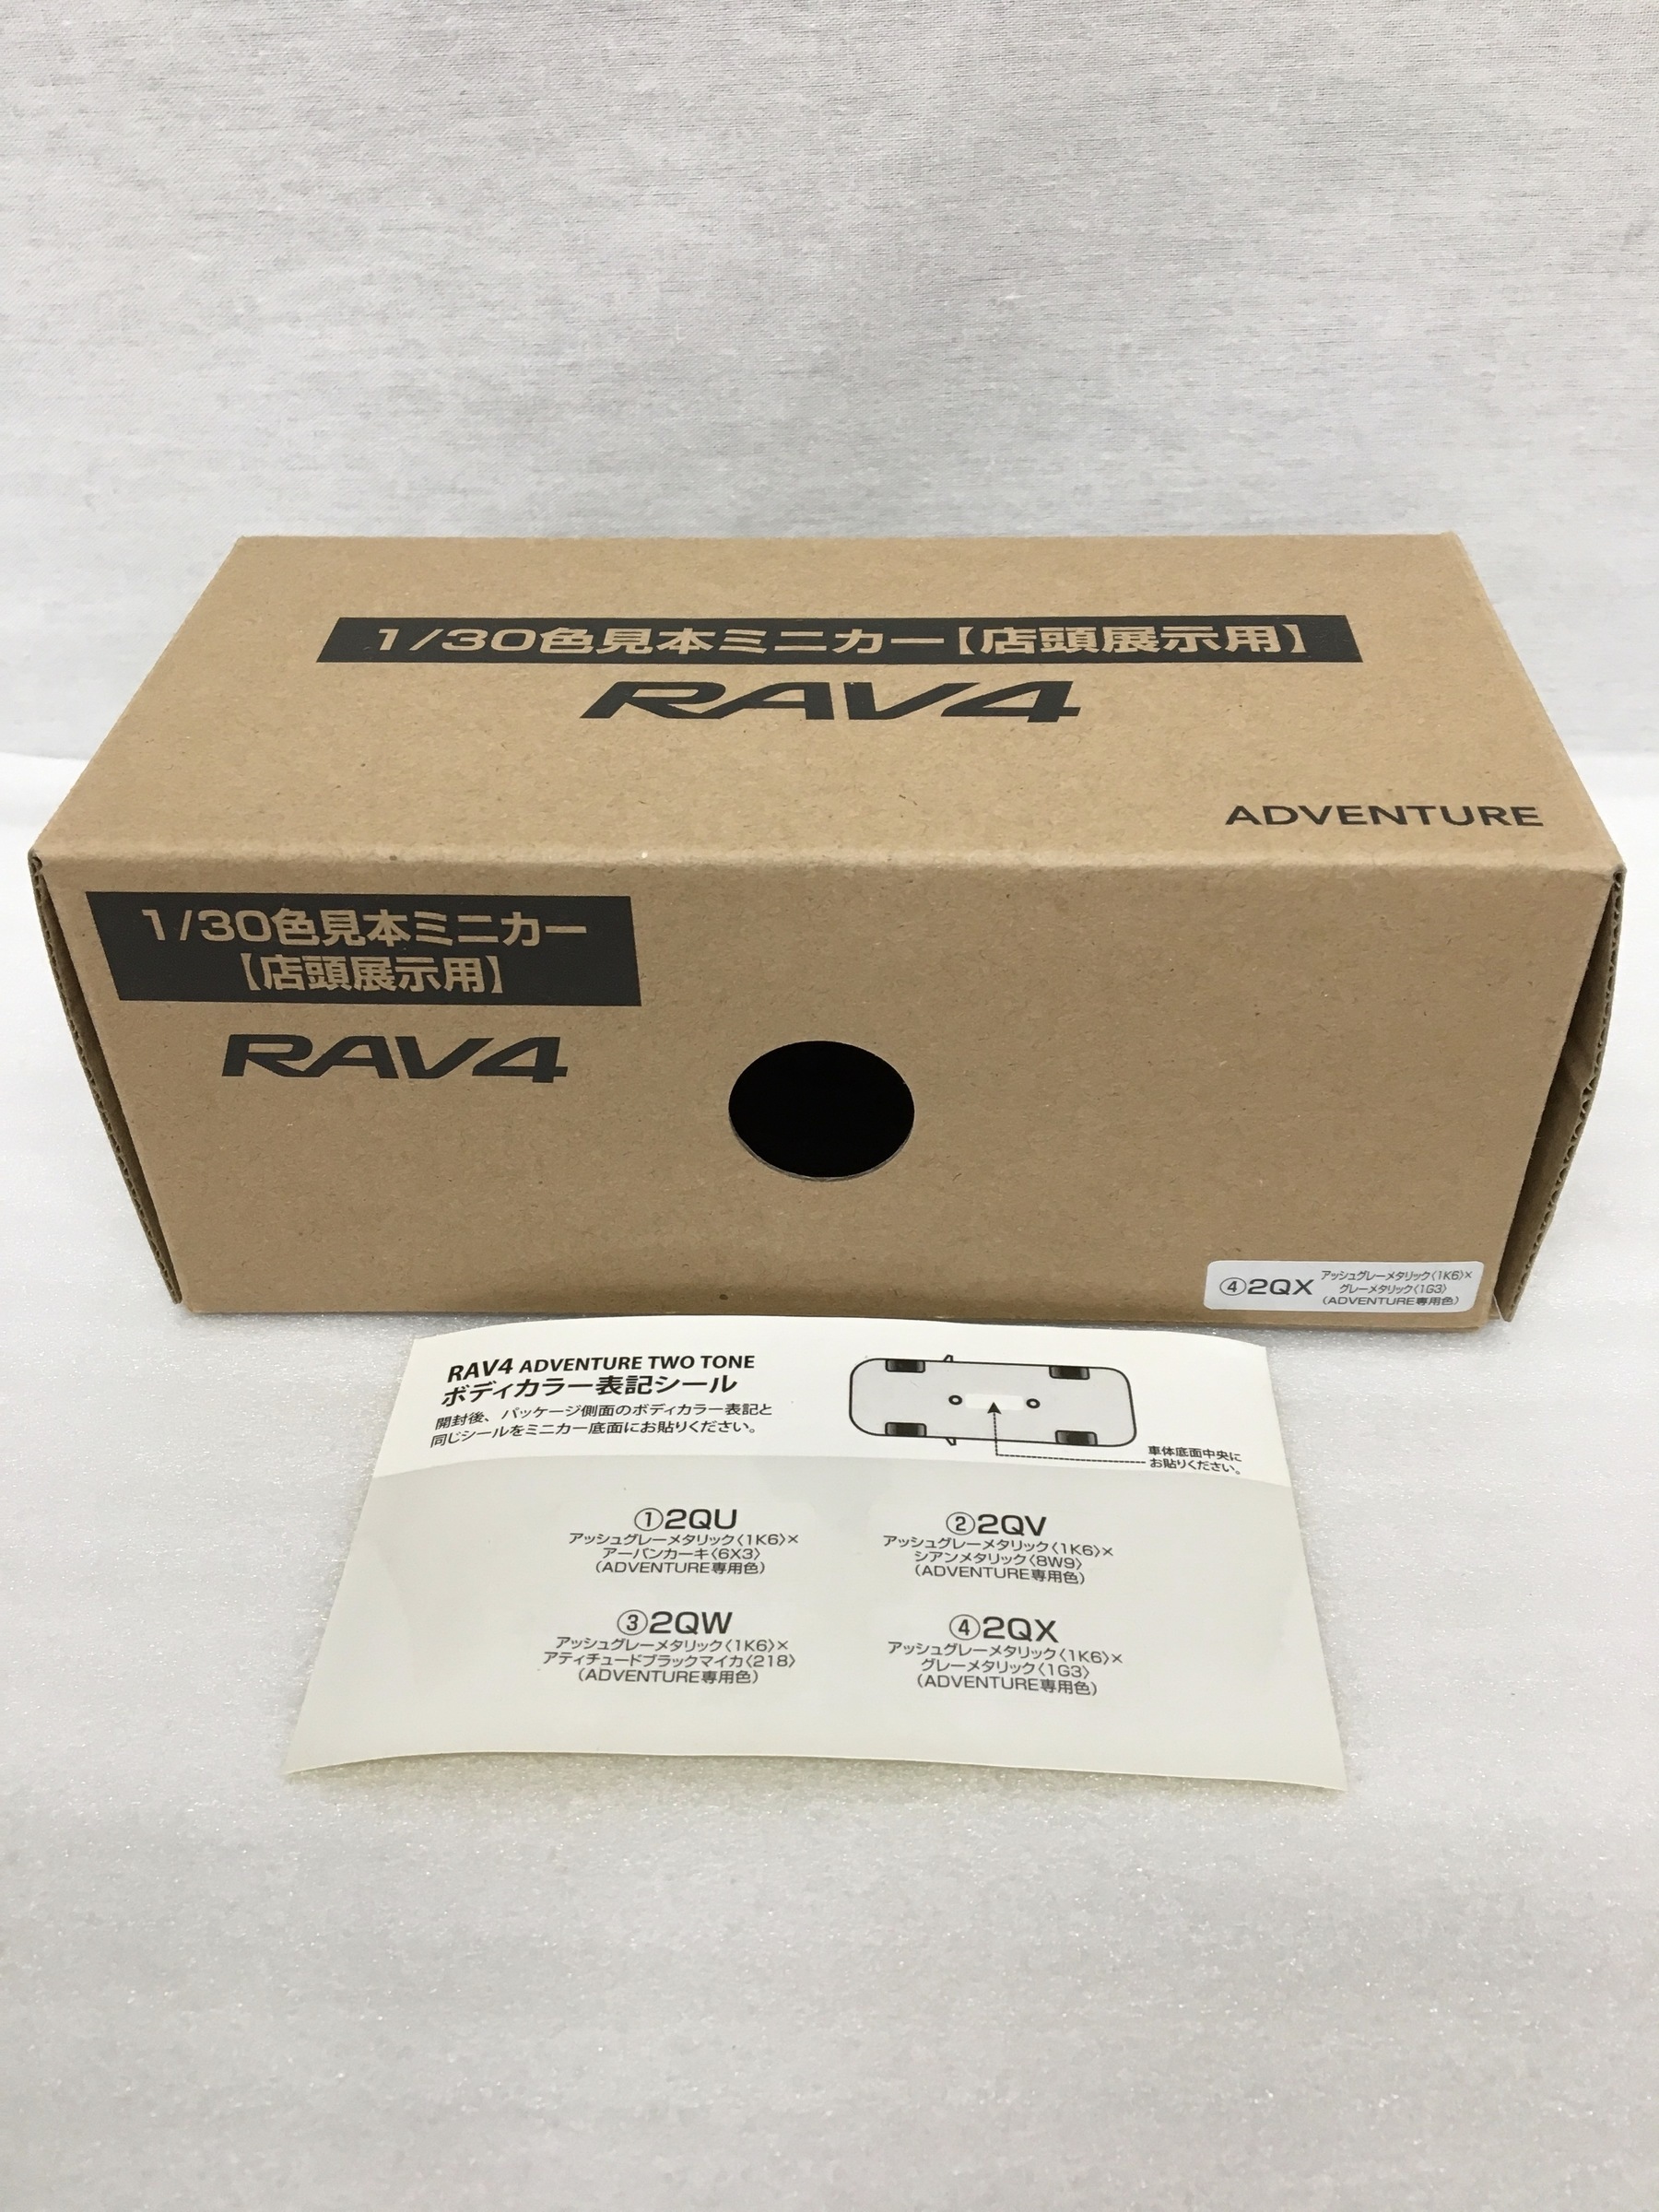 1/30色見本ミニカー【店頭展示用】
RAV4
ADVENTURE
1/30色見本ミニカー
【店頭展示用】
RAV4
④2QX
アッシュグレーメタリック〈1K6〉×
グレーメタリック〈1G3〉
（ADVENTURE専用色）
RAV4 ADVENTURE TWO TONE
ボディカラー表記シール
開封後、パッケージ側面のボディカラー表記と
同じシールをミニカー底面にお貼りください。
車体底面中央に
お貼りください。
①2QU
アッシュグレーメタリック〈1K6〉×
アーバンカーキ〈6X3〉
（ADVENTURE専用色）
②2QV
アッシュグレーメタリック〈1K6〉×
シアンメタリック〈8W9〉
（ADVENTURE専用色）
③2QW
アッシュグレーメタリック〈1K6〉×
アティチュードブラックマイカ〈218〉
（ADVENTURE専用色）
④2QX
アッシュグレーメタリック〈1K6〉×
グレーメタリック〈1G3〉
（ADVENTURE専用色）